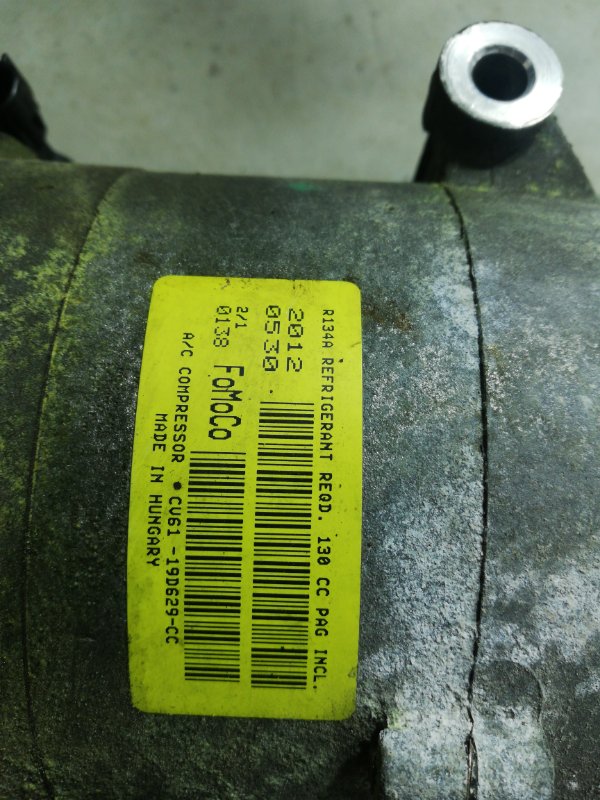 R134A REFRIGERANT REQD. 130 CC PAG INCL.
2012
0530
2/1
0138 FoMoCo
A/C COMPRESSOR • CV61-19D629-CC
MADE IN HUNGARY